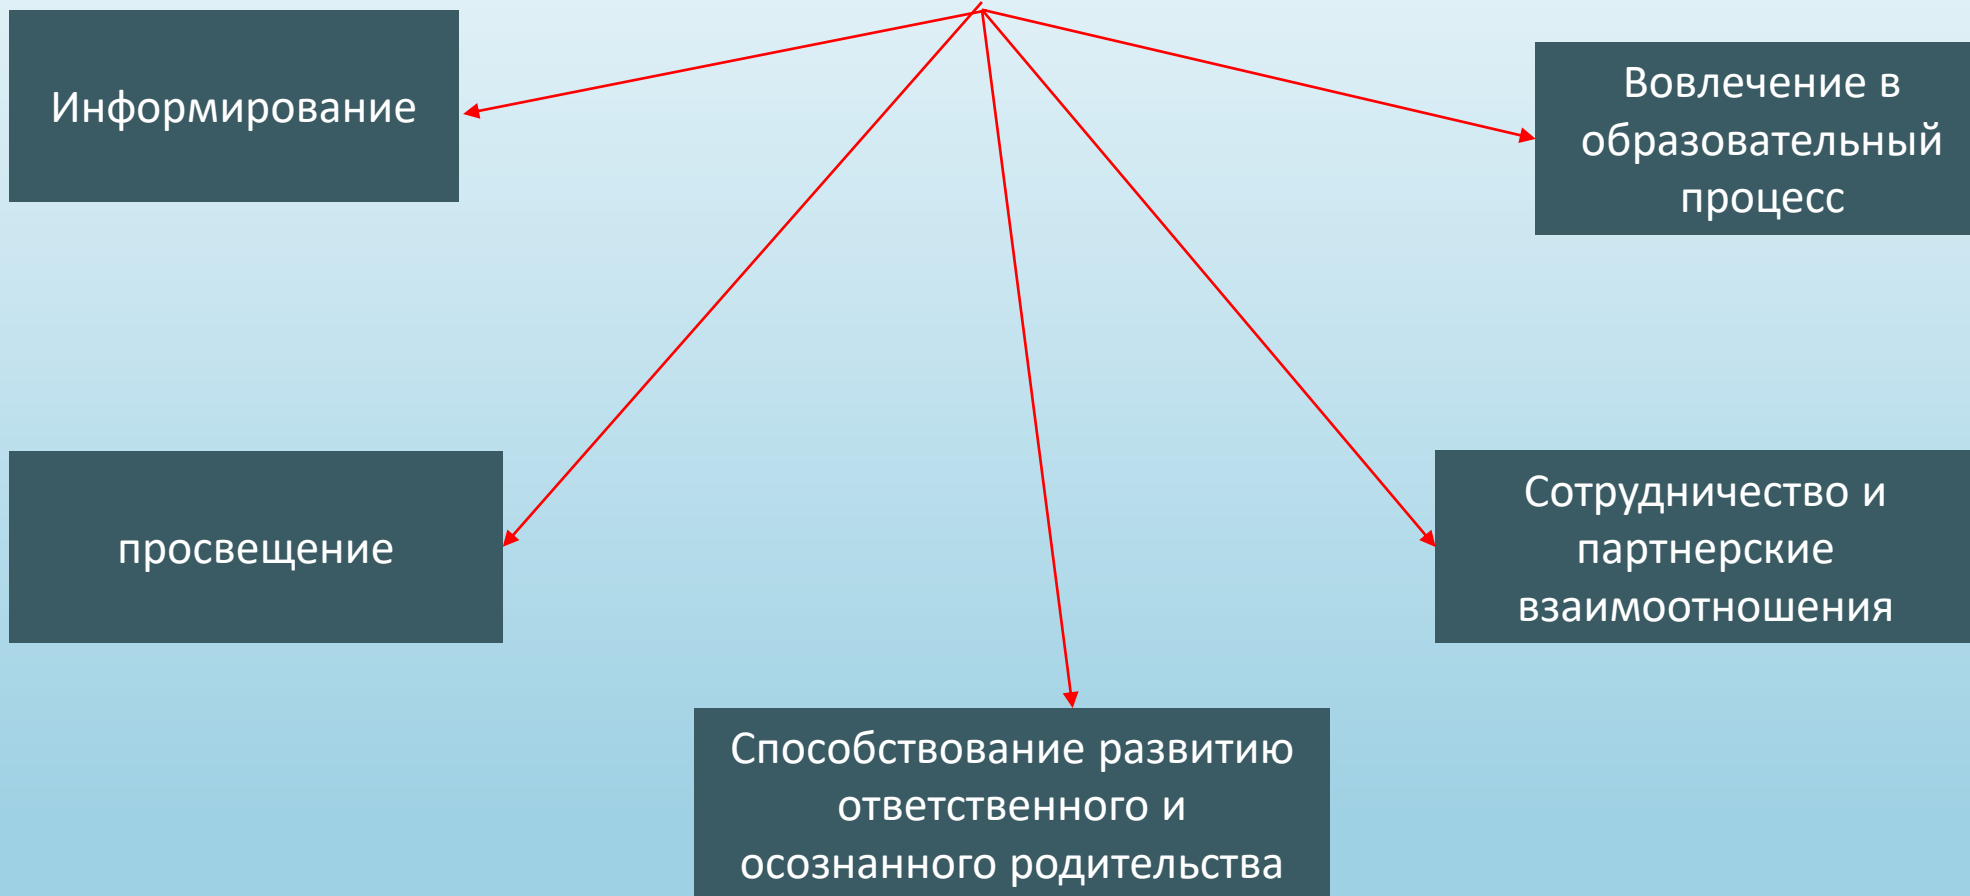 Информирование
Вовлечение в
образовательный
процесс
просвещение
Сотрудничество и
партнерские
взаимоотношения
Способствование развитию
ответственного и
осознанного родительства